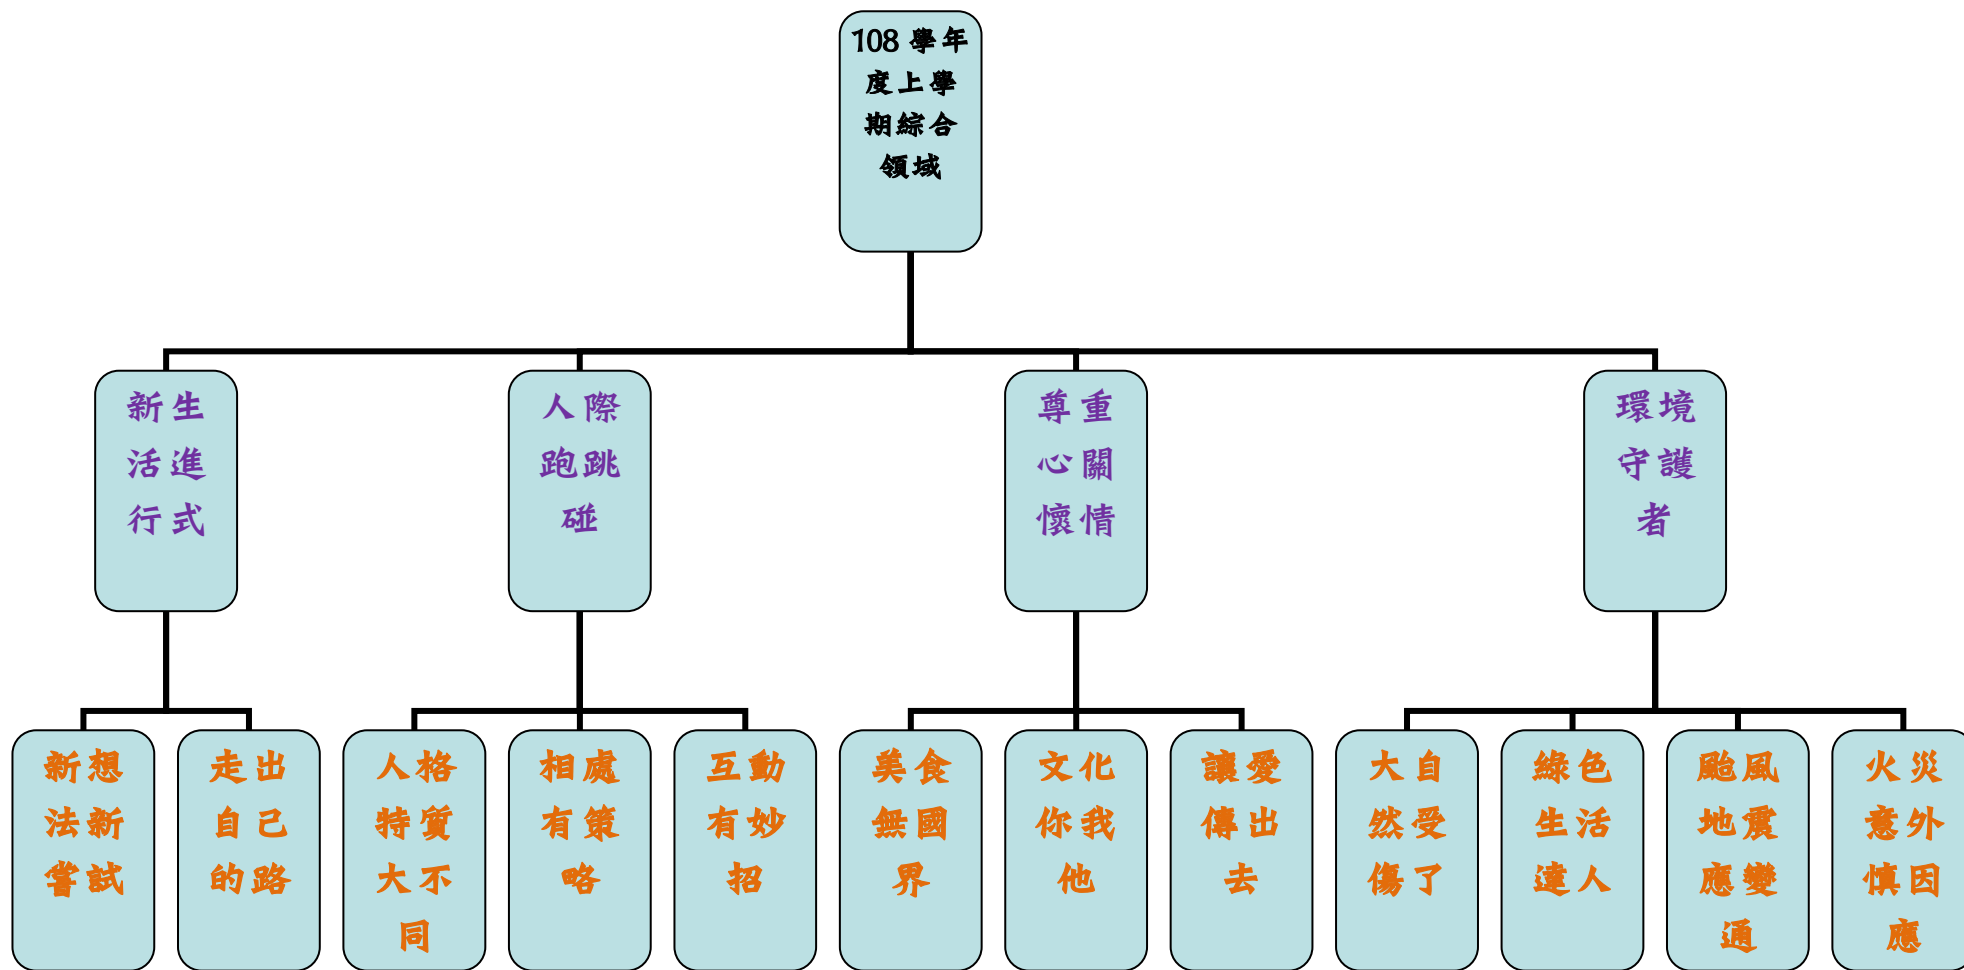 108 學年
度上學
期綜合
領域
新生
活進
行式
人際
跑跳
碰
尊重
心關
懷情
環境
守護
者
新想
法新
嘗試
走出
自己
的路
人格
特質
大不
同
相處
有策
略
互動
有妙
招
美食
無國
界
文化
你我
他
讓愛
傳出
去
大自
然受
傷了
綠色
生活
達人
颱風
地震
應變
通
火災
意外
慎因
應